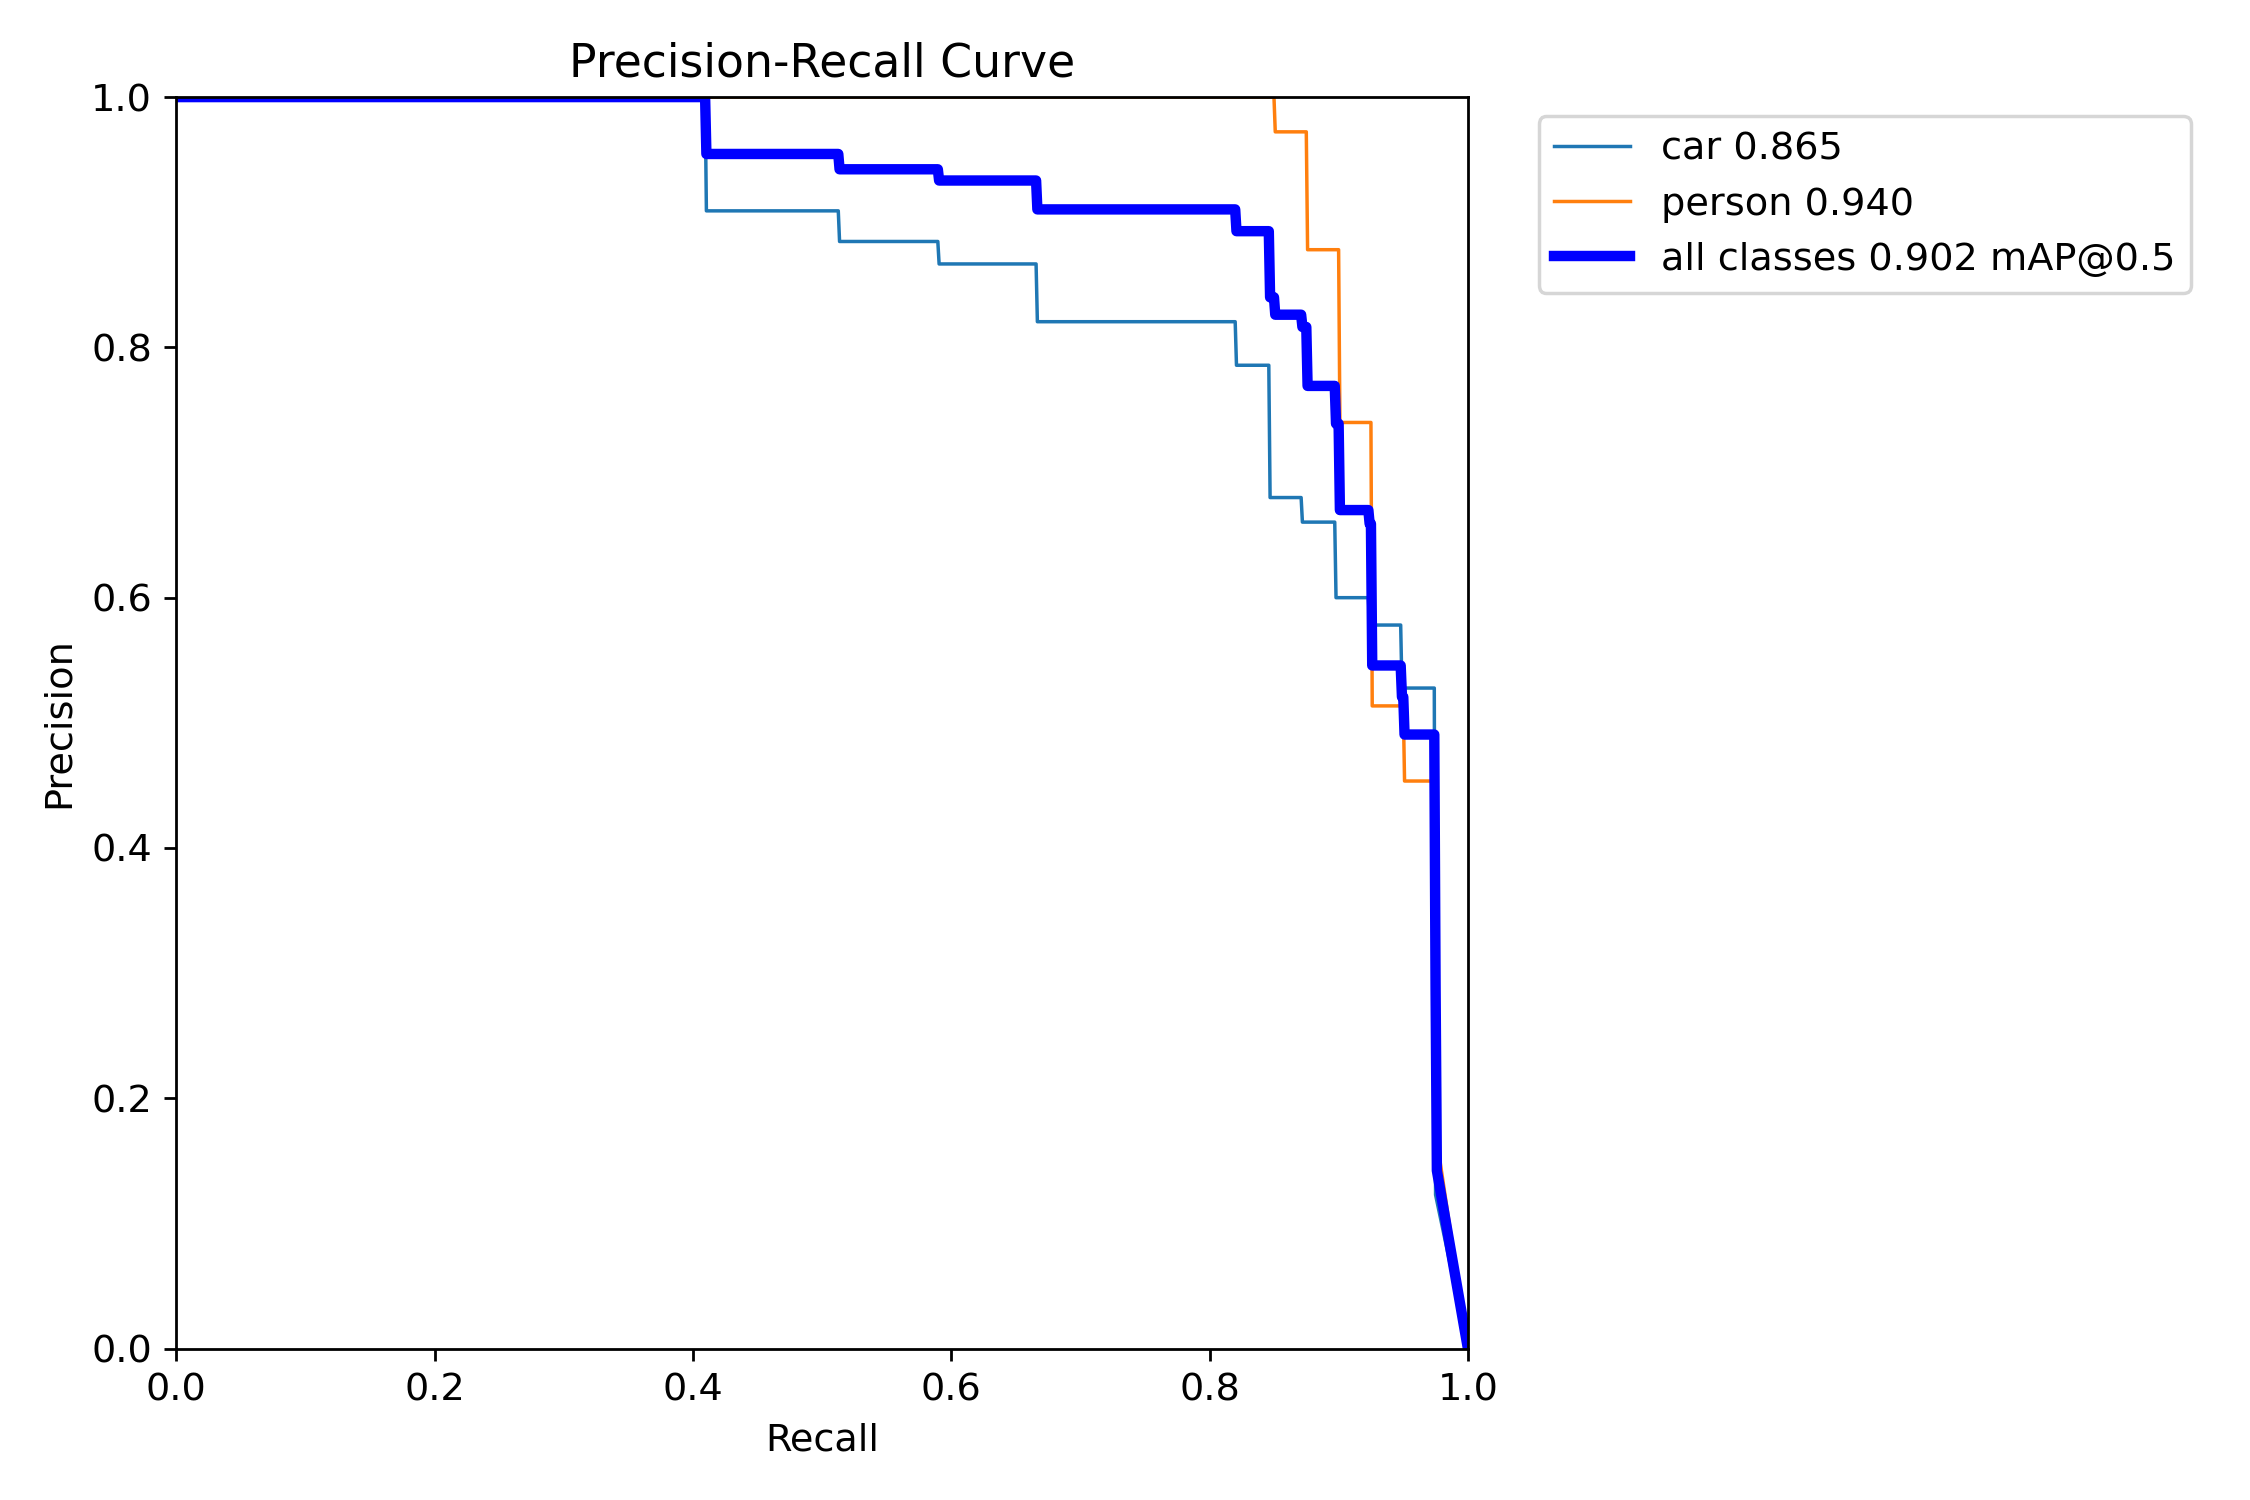 Precision-Recall Curve
1.0
0.8
0.6
0.4
0.2
0.0
Precision
0.0 0.2 0.4 0.6 0.8 1.0
Recall
car 0.865
person 0.940
all classes 0.902 mAP@0.5